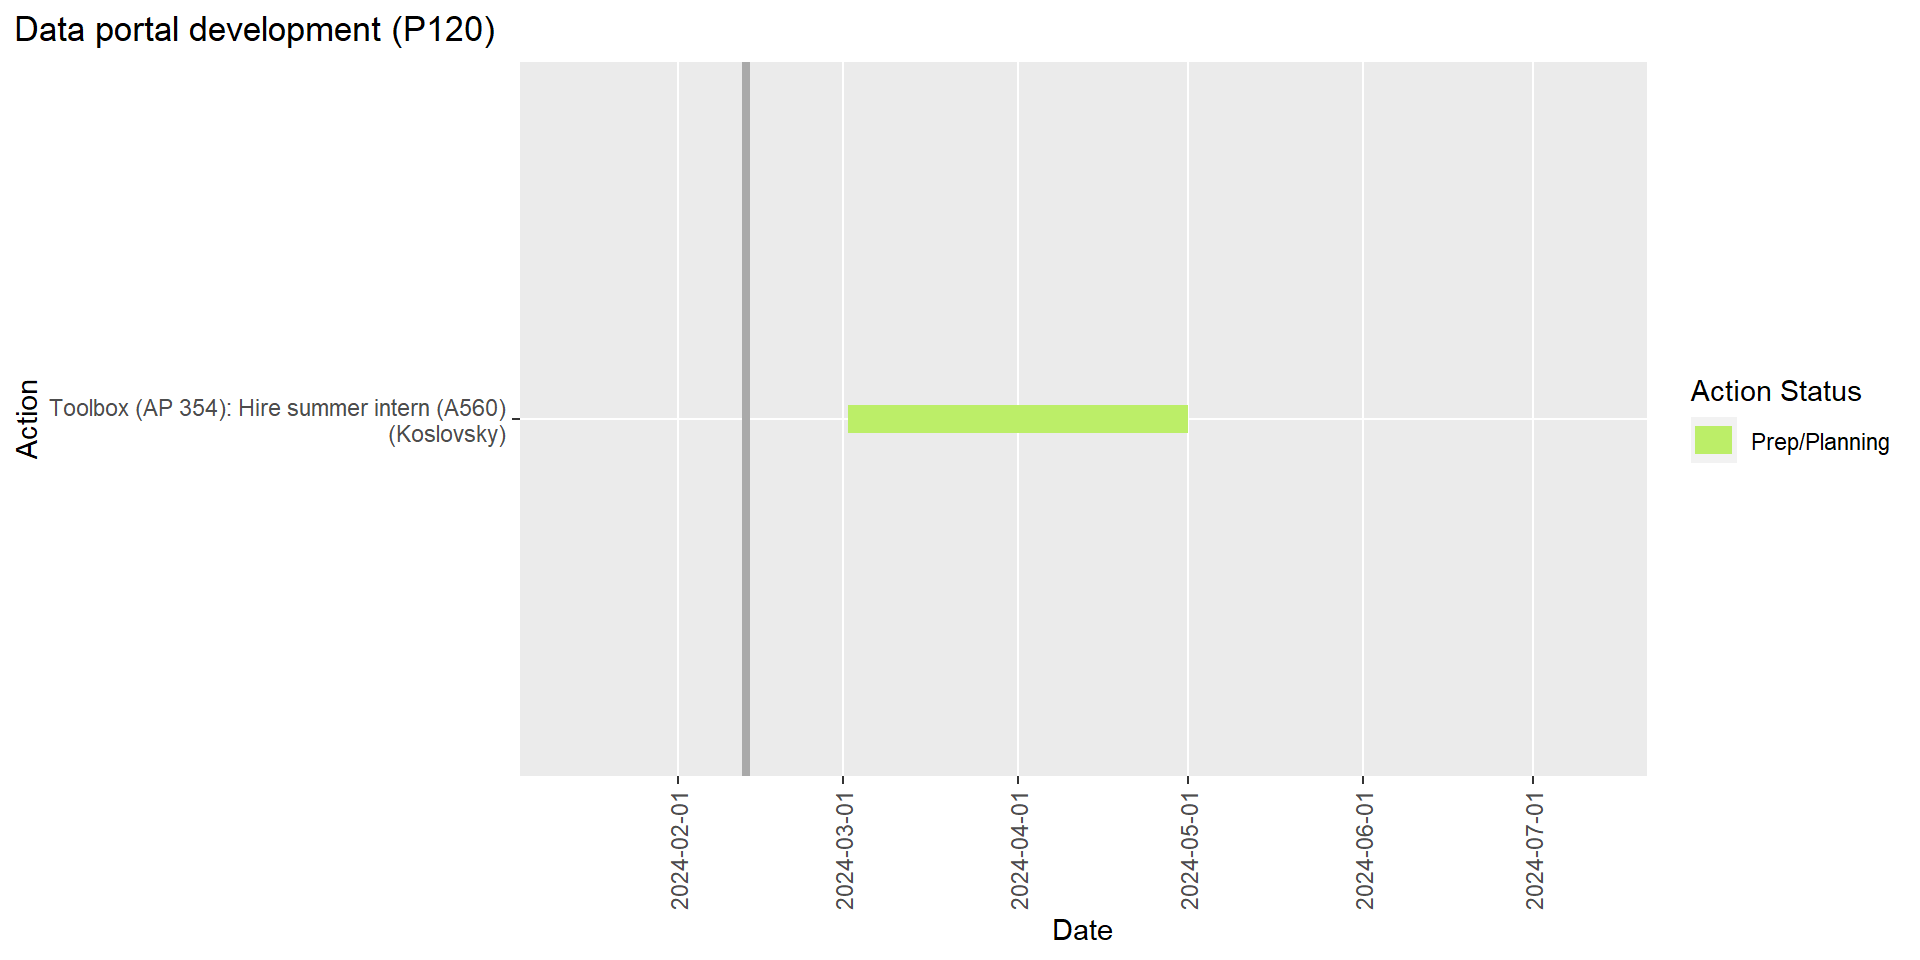 Data portal development (P120)
Action
Toolbox (AP 354): Hire summer intern (A560)
(Koslovsky)
Action Status
Prep/Planning
2024-02-01
2024-03-01
2024-04-01
2024-05-01
2024-06-01
2024-07-01
Date